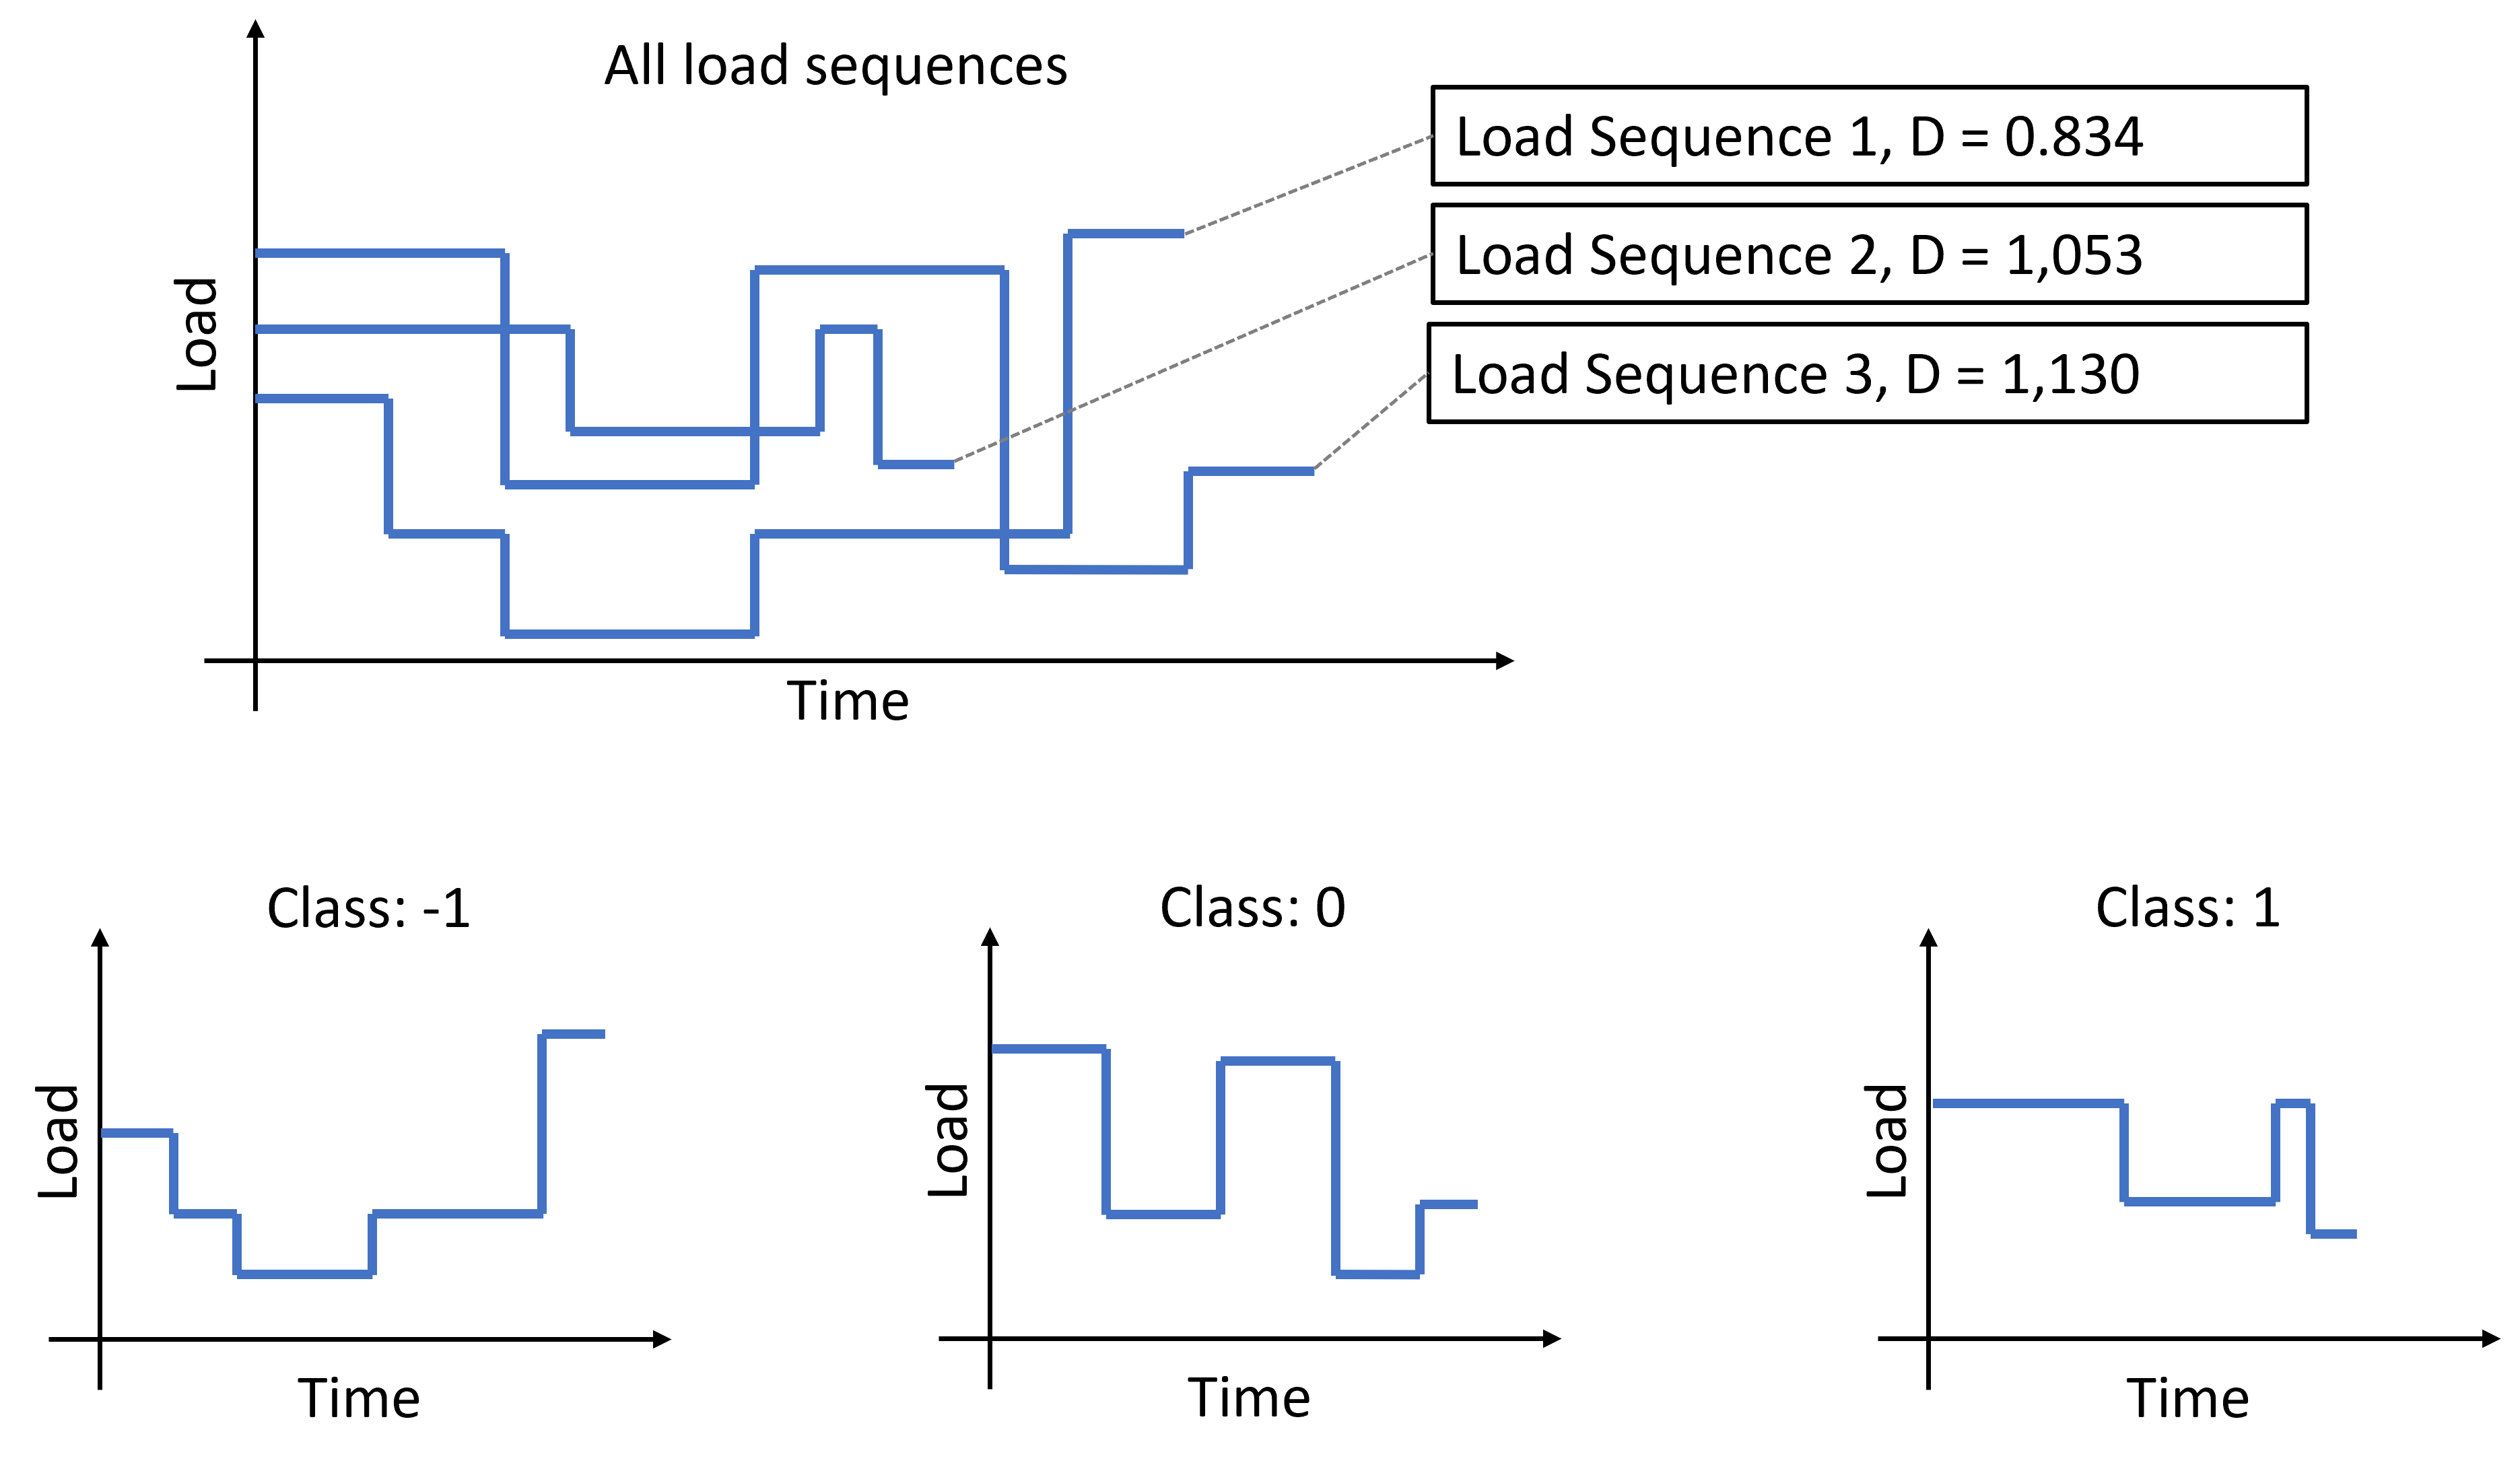 All load sequences
Load Sequence 1, D = 0.834
Load Sequence 2, D = 1,053
Load Sequence 3, D = 1,130
Load
Time
Class: -1
Class: 0
Class: 1
Load
Load
Load
Time
Time
Time